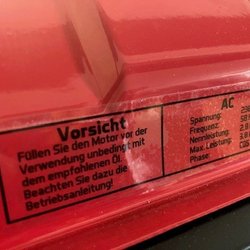 Vorsicht
Füllen Sie den Motor vor der
Verwendung unbedingt mit
dem empfohlenen Öl.
Beachten Sie dazu die
Betriebsanleitung!
AC
Spannung:
Frequenz:
Nennleistung:
Max. Leistung:
Phase: